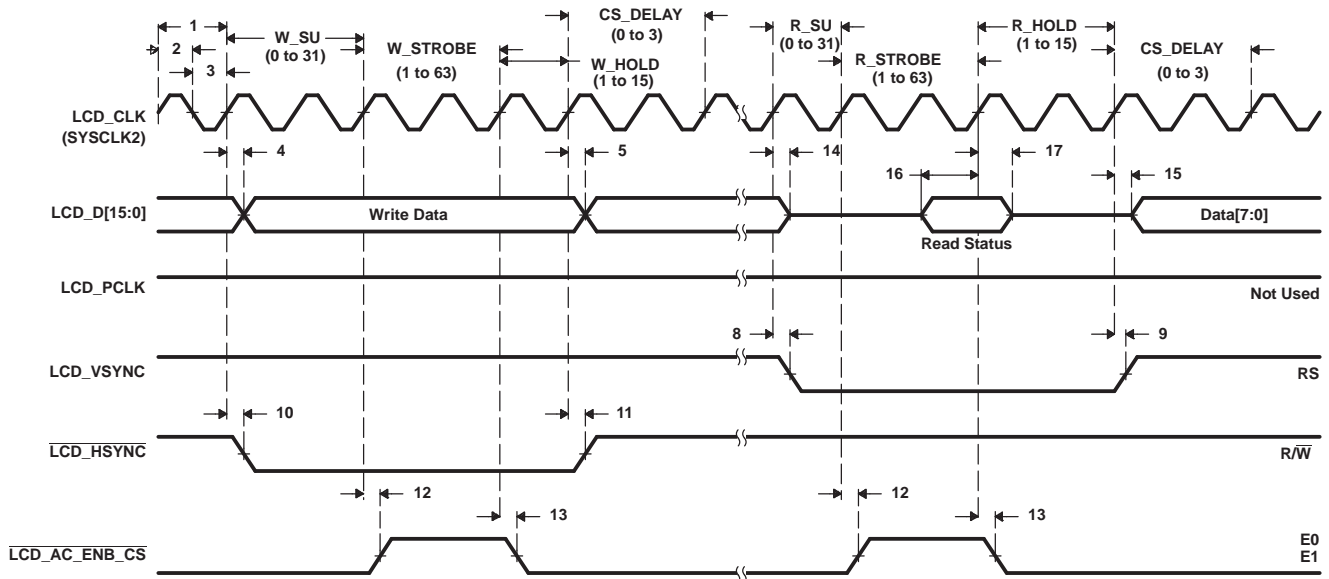 CS_DELAY
(0 to 3)
1
W_SU
(0 to 31)
2
3
W_STROBE
(1 to 63)
W_HOLD
(1 to 15)
R_SU
(0 to 31)
R_STROBE
(1 to 63)
R_HOLD
(1 to 15)
CS_DELAY
(0 to 3)
LCD_CLK
(SYSCLK2)
4
5
14
16
17
15
LCD_D[15:0]
Write Data
Read Status
Data[7:0]
LCD_PCLK
Not Used
8
9
LCD_VSYNC
RS
10
11
LCD_HSYNC
R/W
12
13
12
13
LCD_AC_ENB_CS
E0
E1